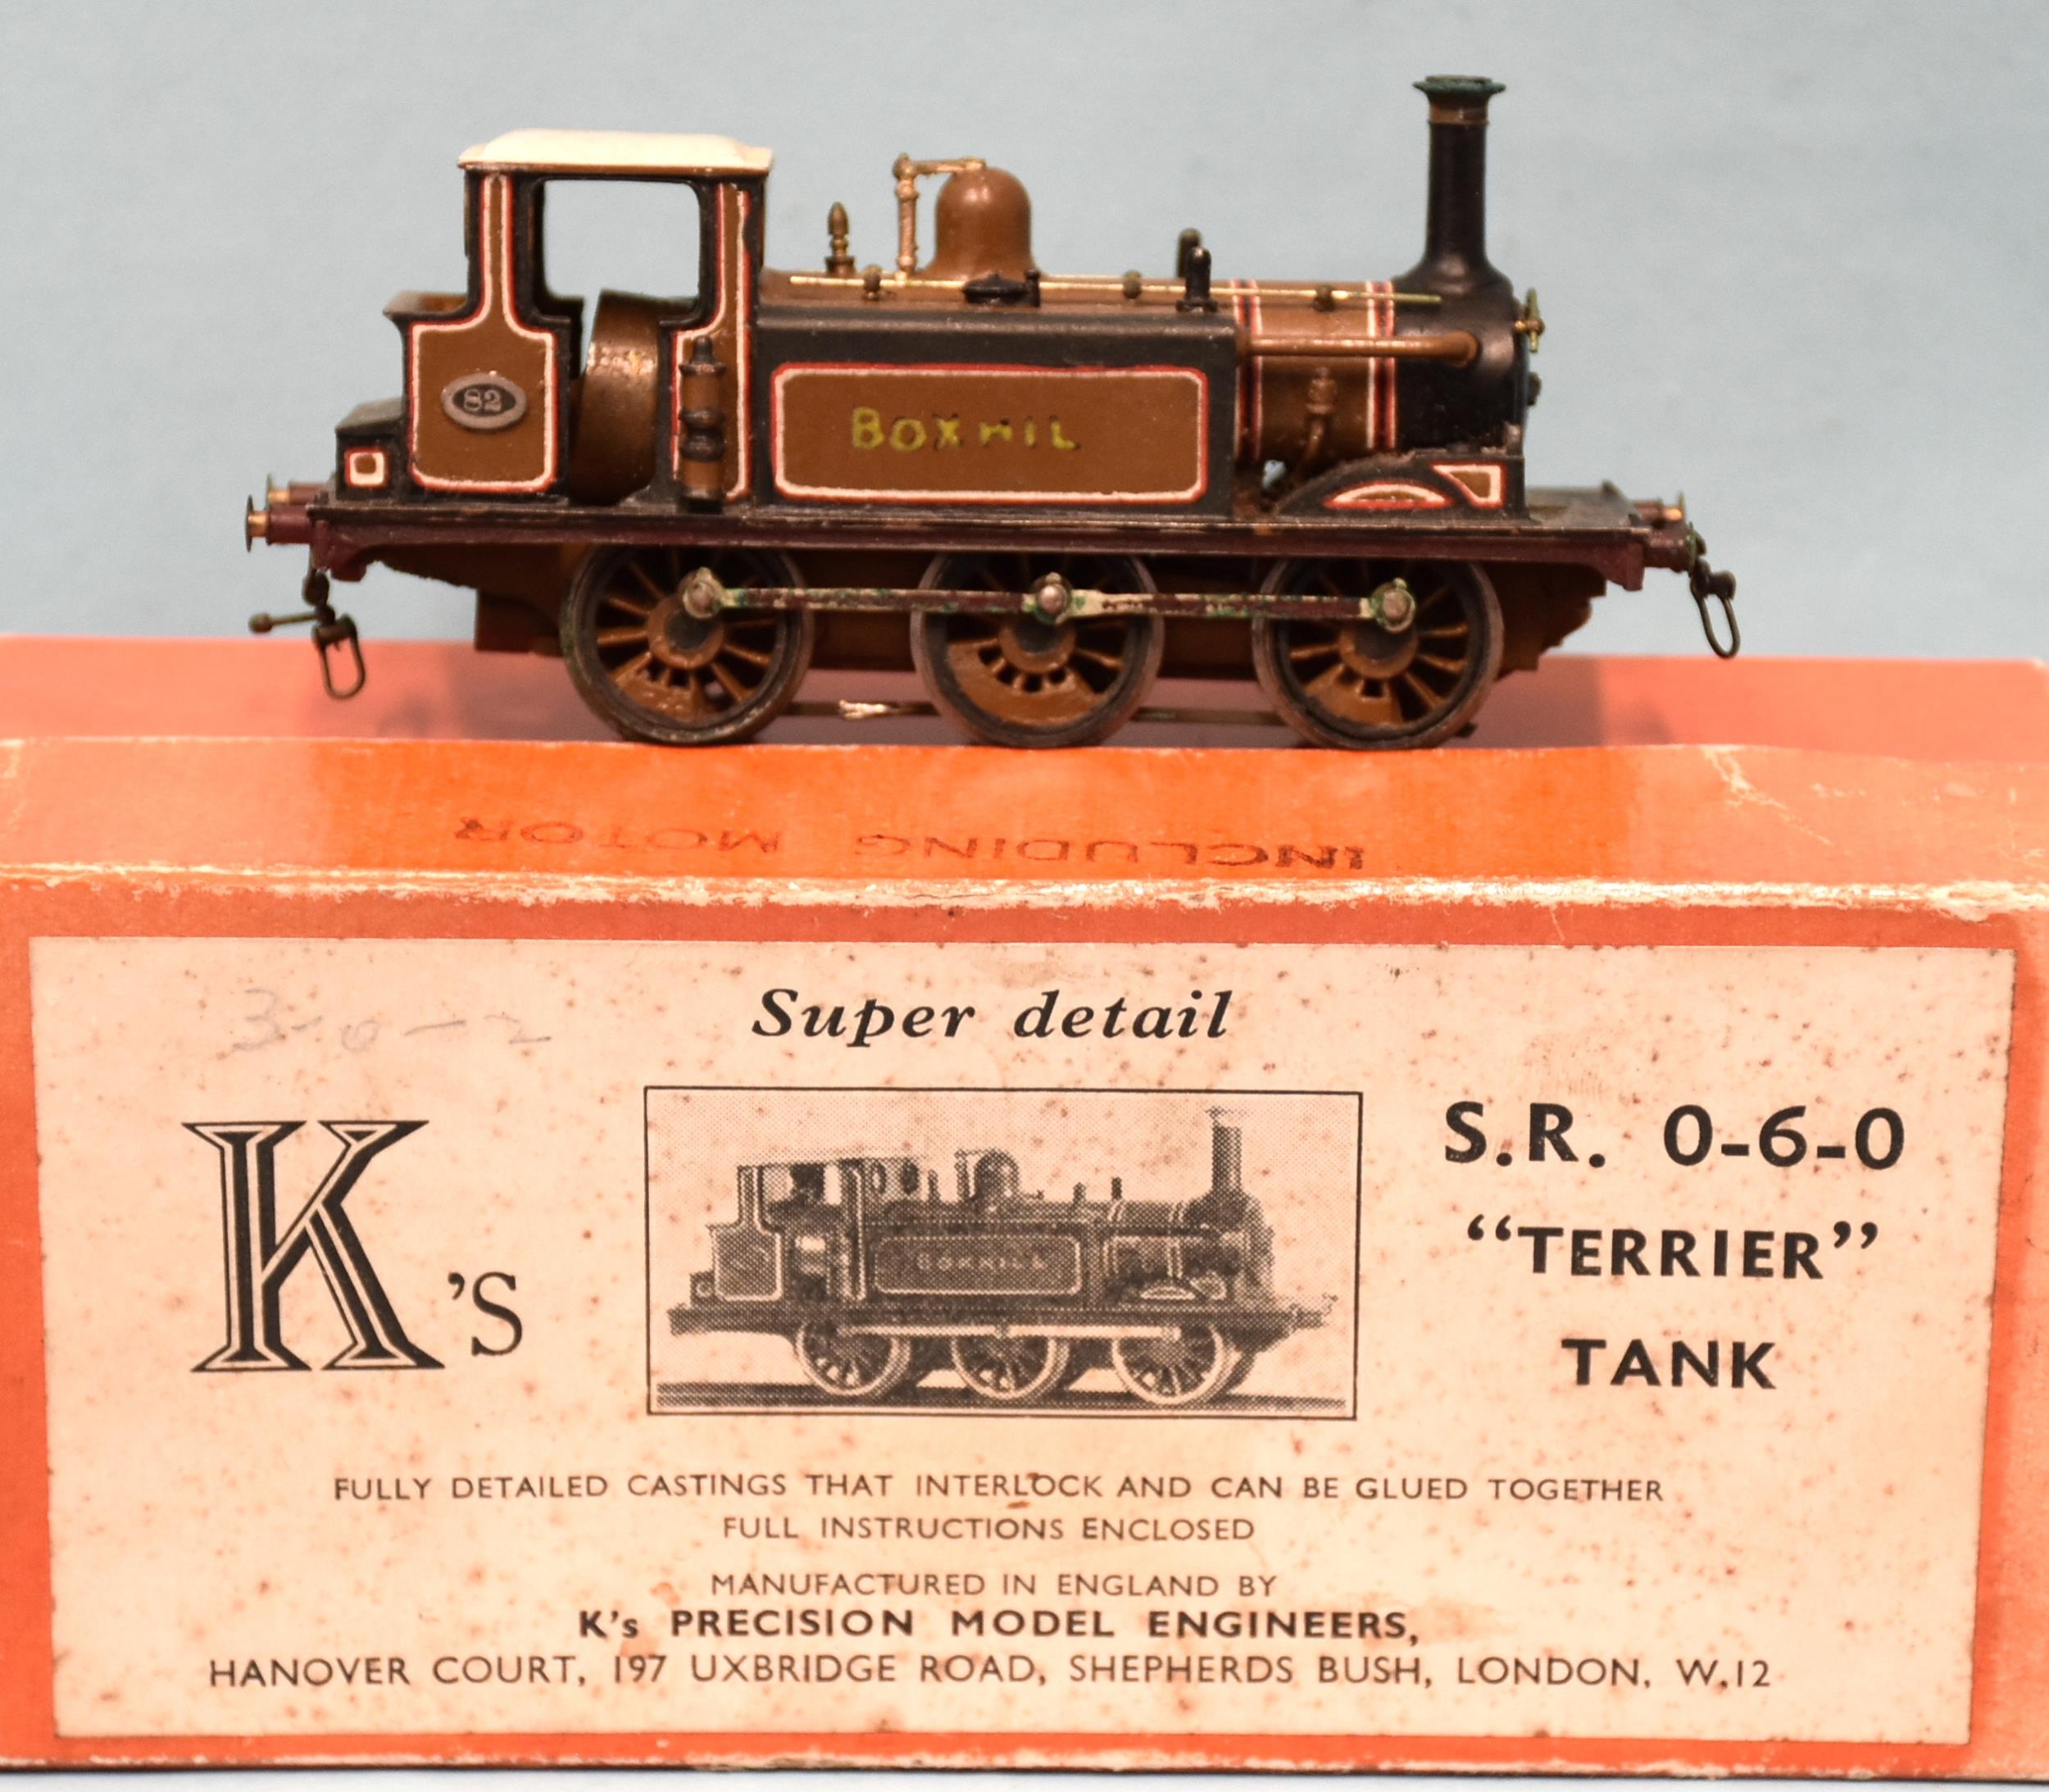 82
BOXHIL
INCLUDING MOTOR
3-0-2
Super detail
K's
BOXHILL
S.R. 0-6-0
“TERRIER”
TANK
FULLY DETAILED CASTINGS THAT INTERLOCK AND CAN BE GLUED TOGETHER
FULL INSTRUCTIONS ENCLOSED
MANUFACTURED IN ENGLAND BY
K's PRECISION MODEL ENGINEERS,
HANOVER COURT, 197 UXBRIDGE ROAD, SHEPHERDS BUSH, LONDON, W.12